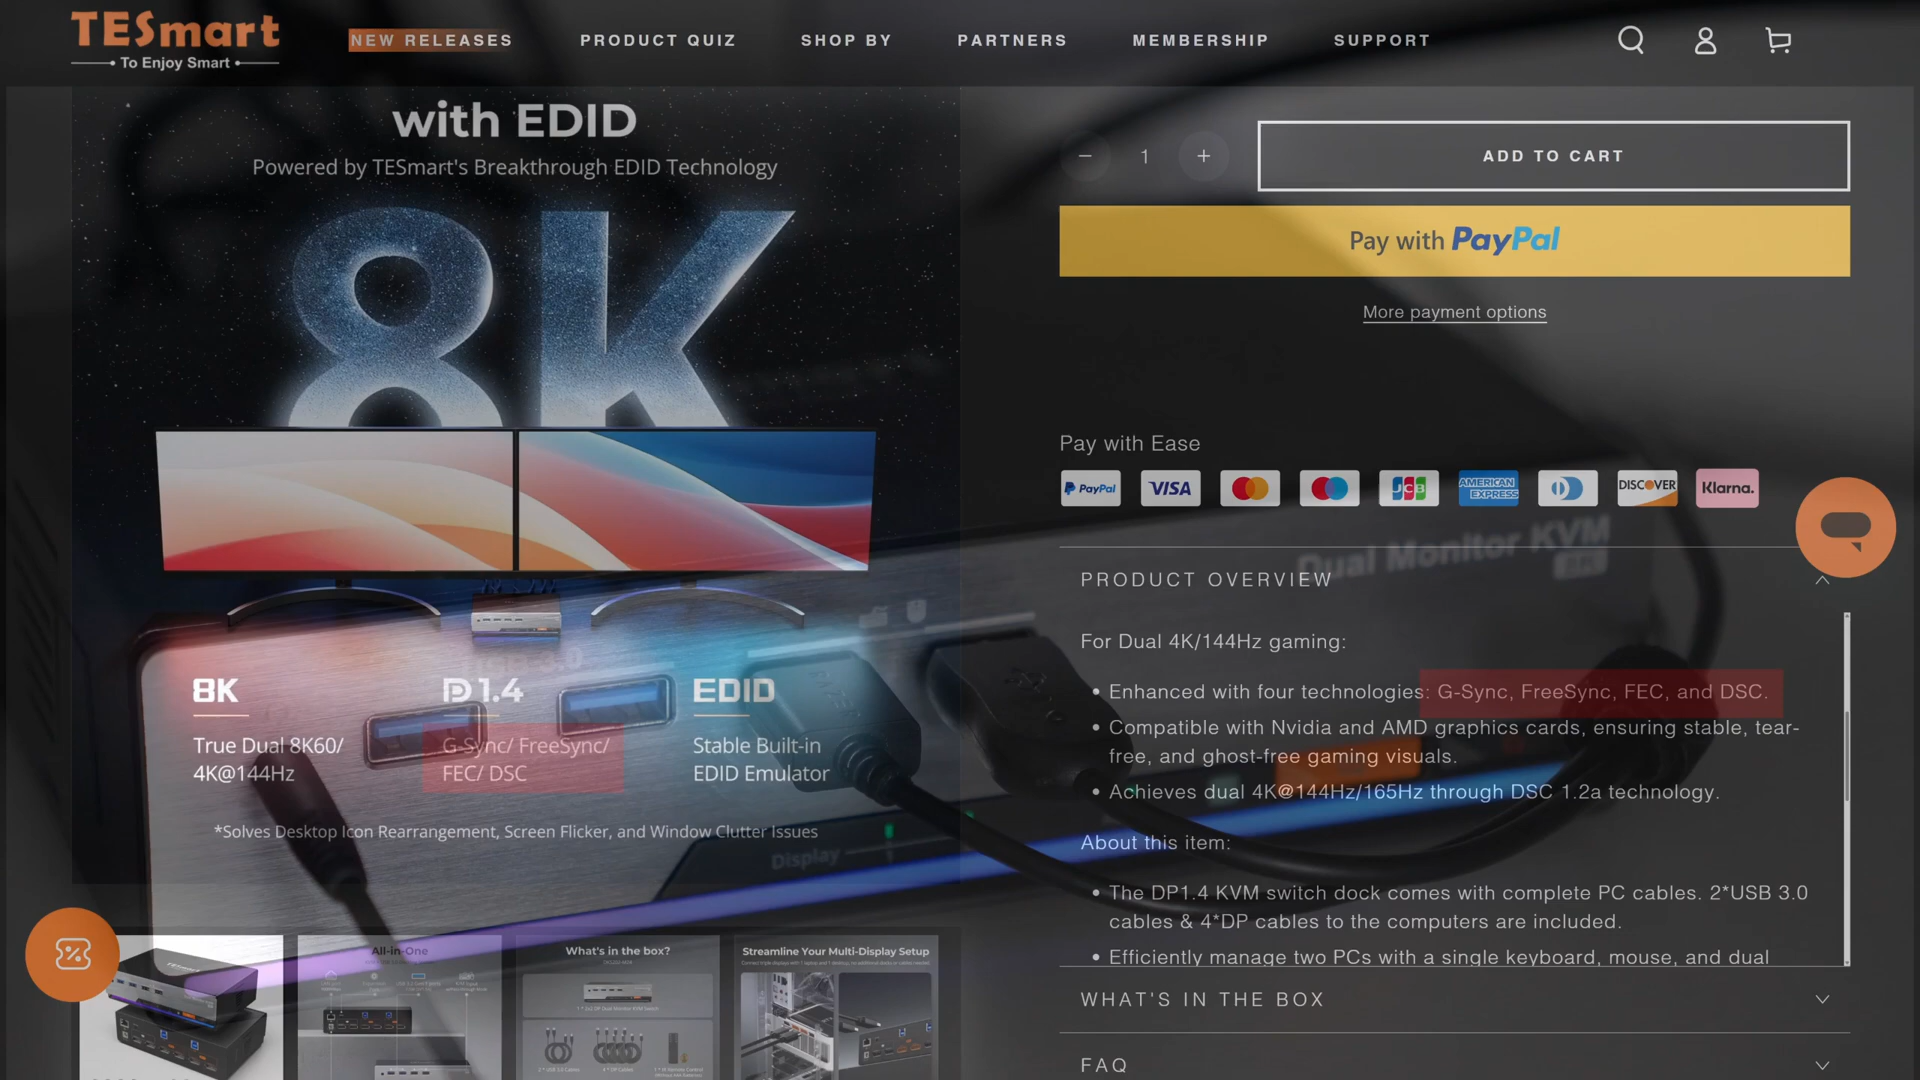 TESmart
To Enjoy Smart
NEW RELEASES
PRODUCT QUIZ
SHOP BY
PARTNERS
MEMBERSHIP
SUPPORT
with EDID
Powered by TESmart's Breakthrough EDID Technology
8K
8K
True Dual 8K60/
4K@144Hz
DP1.4
G-Sync/ FreeSync/
FEC/ DSC
EDID
Stable Built-in
EDID Emulator
*Solves Desktop Icon Rearrangement, Screen Flicker, and Window Clutter Issues
Display
All-in-One
What's in the box?
Streamline Your Multi-Display Setup
− 1 +
ADD TO CART
Pay with PayPal
More payment options
Pay with Ease
PayPal
VISA
JCB
AMERICAN
EXPRESS
DISCOVER
Klarna.
Dual Monitor KVM
PRODUCT OVERVIEW
For Dual 4K/144Hz gaming:
• Enhanced with four technologies: G-Sync, FreeSync, FEC, and DSC.
• Compatible with Nvidia and AMD graphics cards, ensuring stable, tear-
free, and ghost-free gaming visuals.
• Achieves dual 4K@144Hz/165Hz through DSC 1.2a technology.
About this item:
• The DP1.4 KVM switch dock comes with complete PC cables. 2*USB 3.0
cables & 4*DP cables to the computers are included.
• Efficiently manage two PCs with a single keyboard, mouse, and dual
WHAT'S IN THE BOX
FAQ